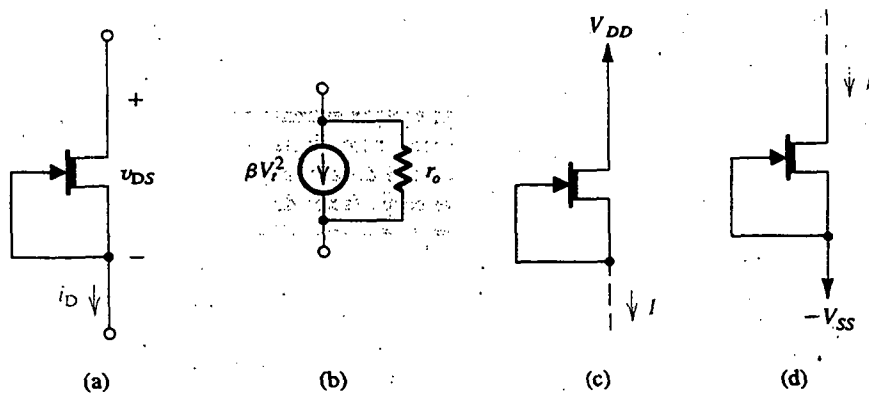 V_DD
+
v_DS
−
i_D
(a)
βV_t^2
r_o
(b)
I
(c)
−V_SS
(d)